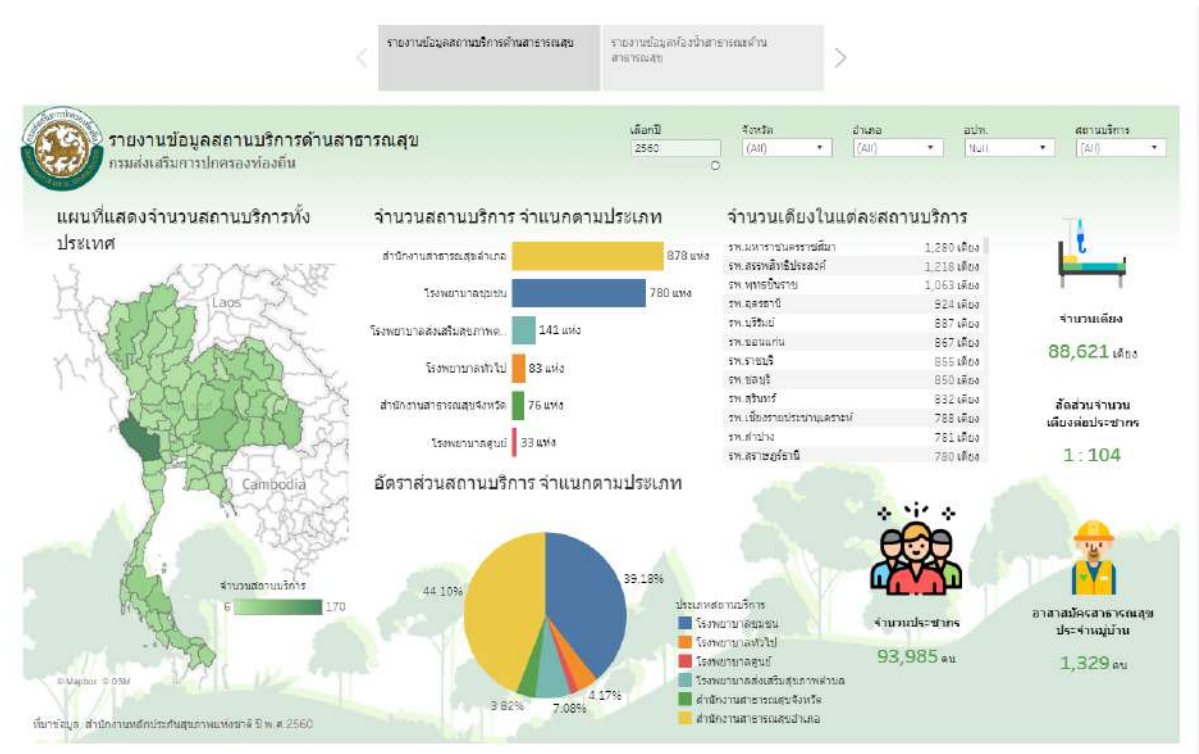 รายงานข้อมูลสถานบริการด้านสาธารณสุข
รายงานข้อมูลห้องน้ำสาธารณะด้าน
สาธารณสุข
รายงานข้อมูลสถานบริการด้านสาธารณสุข
กรมส่งเสริมการปกครองท้องถิ่น
เลือกปี
2560
จังหวัด
(All)
อำเภอ
(All)
อปท.
Null
สถานบริการ
(All)
แผนที่แสดงจำนวนสถานบริการทั้ง
ประเทศ
Laos
Cambodia
จำนวนสถานบริการ
6 170
© Mapbox © OSM
จำนวนสถานบริการ จำแนกตามประเภท
สำนักงานสาธารณสุขอำเภอ 878 แห่ง
โรงพยาบาลชุมชน 780 แห่ง
โรงพยาบาลส่งเสริมสุขภาพต.. 141 แห่ง
โรงพยาบาลทั่วไป 83 แห่ง
สำนักงานสาธารณสุขจังหวัด 76 แห่ง
โรงพยาบาลศูนย์ 33 แห่ง
อัตราส่วนสถานบริการ จำแนกตามประเภท
44.10%
39.18%
4.17%
7.08%
3.82%
ประเภทสถานบริการ
โรงพยาบาลชุมชน
โรงพยาบาลทั่วไป
โรงพยาบาลศูนย์
โรงพยาบาลส่งเสริมสุขภาพตำบล
สำนักงานสาธารณสุขจังหวัด
สำนักงานสาธารณสุขอำเภอ
จำนวนเตียงในแต่ละสถานบริการ
รพ.มหาราชนครราชสีมา 1,280 เตียง
รพ.สรรพสิทธิประสงค์ 1,218 เตียง
รพ.พุทธชินราช 1,063 เตียง
รพ.อุดรธานี 924 เตียง
รพ.บุรีรัมย์ 887 เตียง
รพ.ขอนแก่น 867 เตียง
รพ.ราชบุรี 855 เตียง
รพ.ชลบุรี 850 เตียง
รพ.สุรินทร์ 832 เตียง
รพ.เชียงรายประชานุเคราะห์ 788 เตียง
รพ.ลำปาง 781 เตียง
รพ.สุราษฎร์ธานี 780 เตียง
จำนวนเตียง
88,621 เตียง
สัดส่วนจำนวน
เตียงต่อประชากร
1 : 104
จำนวนประชากร
93,985 คน
อาสาสมัครสาธารณสุข
ประจำหมู่บ้าน
1,329 คน
ที่มาข้อมูล สำนักงานหลักประกันสุขภาพแห่งชาติ ปี พ.ศ.2560